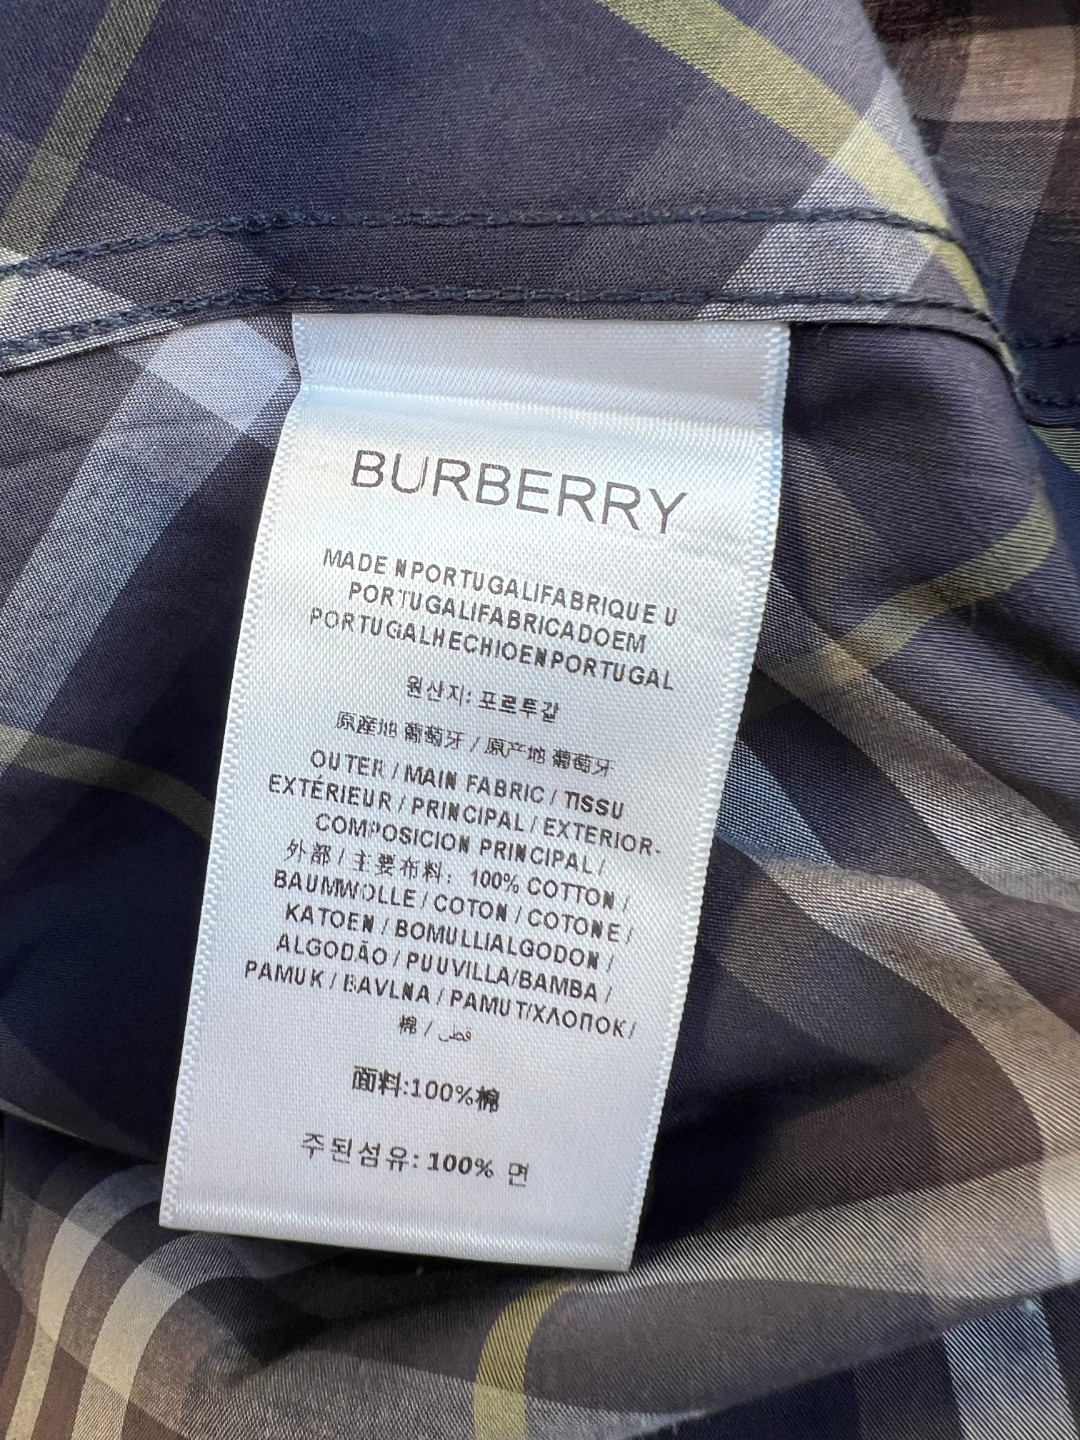 BURBERRY
MADE NPORTUGALIFABRIQUE U
PORTUGALIFABRICADOEM
PORTUGALHECHIOENPORTUGAL
원산지: 포르투갈
原産地 葡萄牙 / 原产地 葡萄牙
OUTER / MAIN FABRIC / TISSU
EXTÉRIEUR / PRINCIPAL / EXTERIOR-
COMPOSICION PRINCIPAL /
外部 / 主要布料: 100% COTTON /
BAUMWOLLE / COTON / COTONE /
KATOEN / BOMULLIALGODON /
ALGODÃO / PUUVILLA/BAMBA /
PAMUK / BAVLNA / PAMUT/ХЛОПОК/
棉 / قطن
面料:100%棉
주된섬유: 100% 면